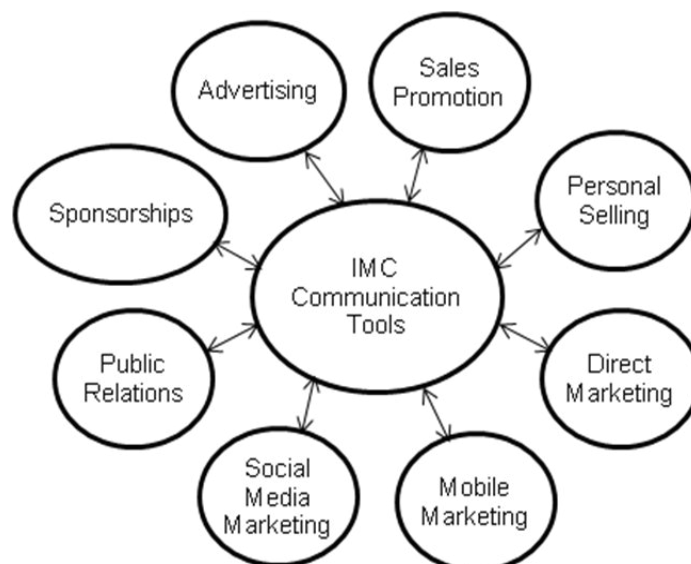 Advertising
Sales
Promotion
Sponsorships
Personal
Selling
IMC
Communication
Tools
Public
Relations
Direct
Marketing
Social
Media
Marketing
Mobile
Marketing